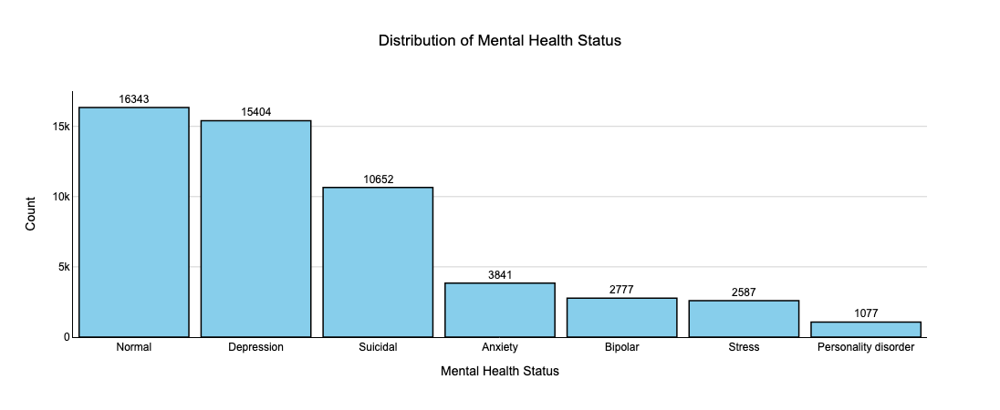 Distribution of Mental Health Status
16343
15404
10652
3841
2777
2587
1077
15k
10k
5k
0
Count
Normal
Depression
Suicidal
Anxiety
Bipolar
Stress
Personality disorder
Mental Health Status